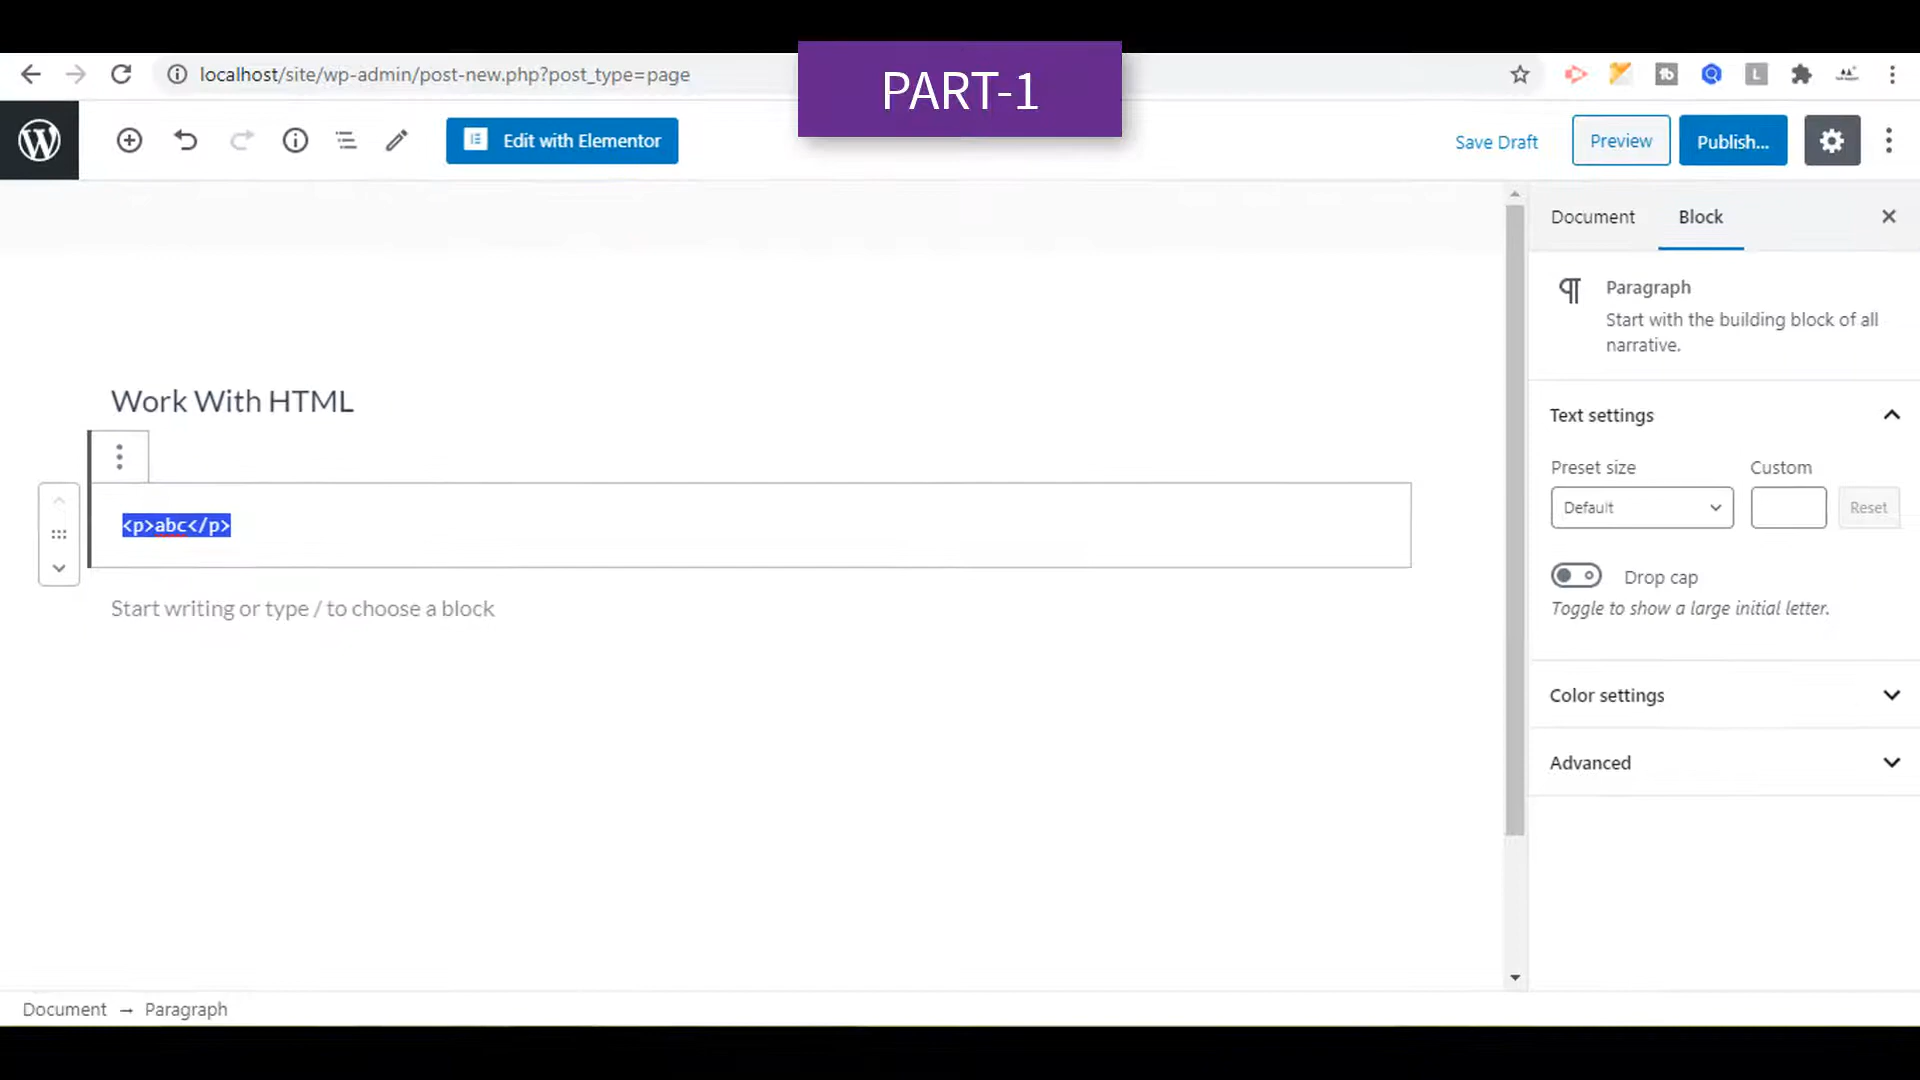 PART-1
localhost/site/wp-admin/post-new.php?post_type=page
Edit with Elementor
Save Draft
Preview
Publish...
Document
Block
Paragraph
Start with the building block of all
narrative.
Work With HTML
Text settings
Preset size
Custom
Default
Reset
<p>abc</p>
Drop cap
Toggle to show a large initial letter.
Start writing or type / to choose a block
Color settings
Advanced
Document → Paragraph